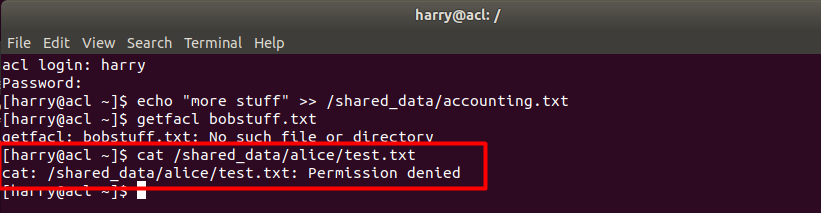 harry@acl: /
File Edit View Search Terminal Help
acl login: harry
Password:
[harry@acl ~]$ echo "more stuff" >> /shared_data/accounting.txt
[harry@acl ~]$ getfacl bobstuff.txt
getfacl: bobstuff.txt: No such file or directory
[harry@acl ~]$ cat /shared_data/alice/test.txt
cat: /shared_data/alice/test.txt: Permission denied
[harry@acl ~]$